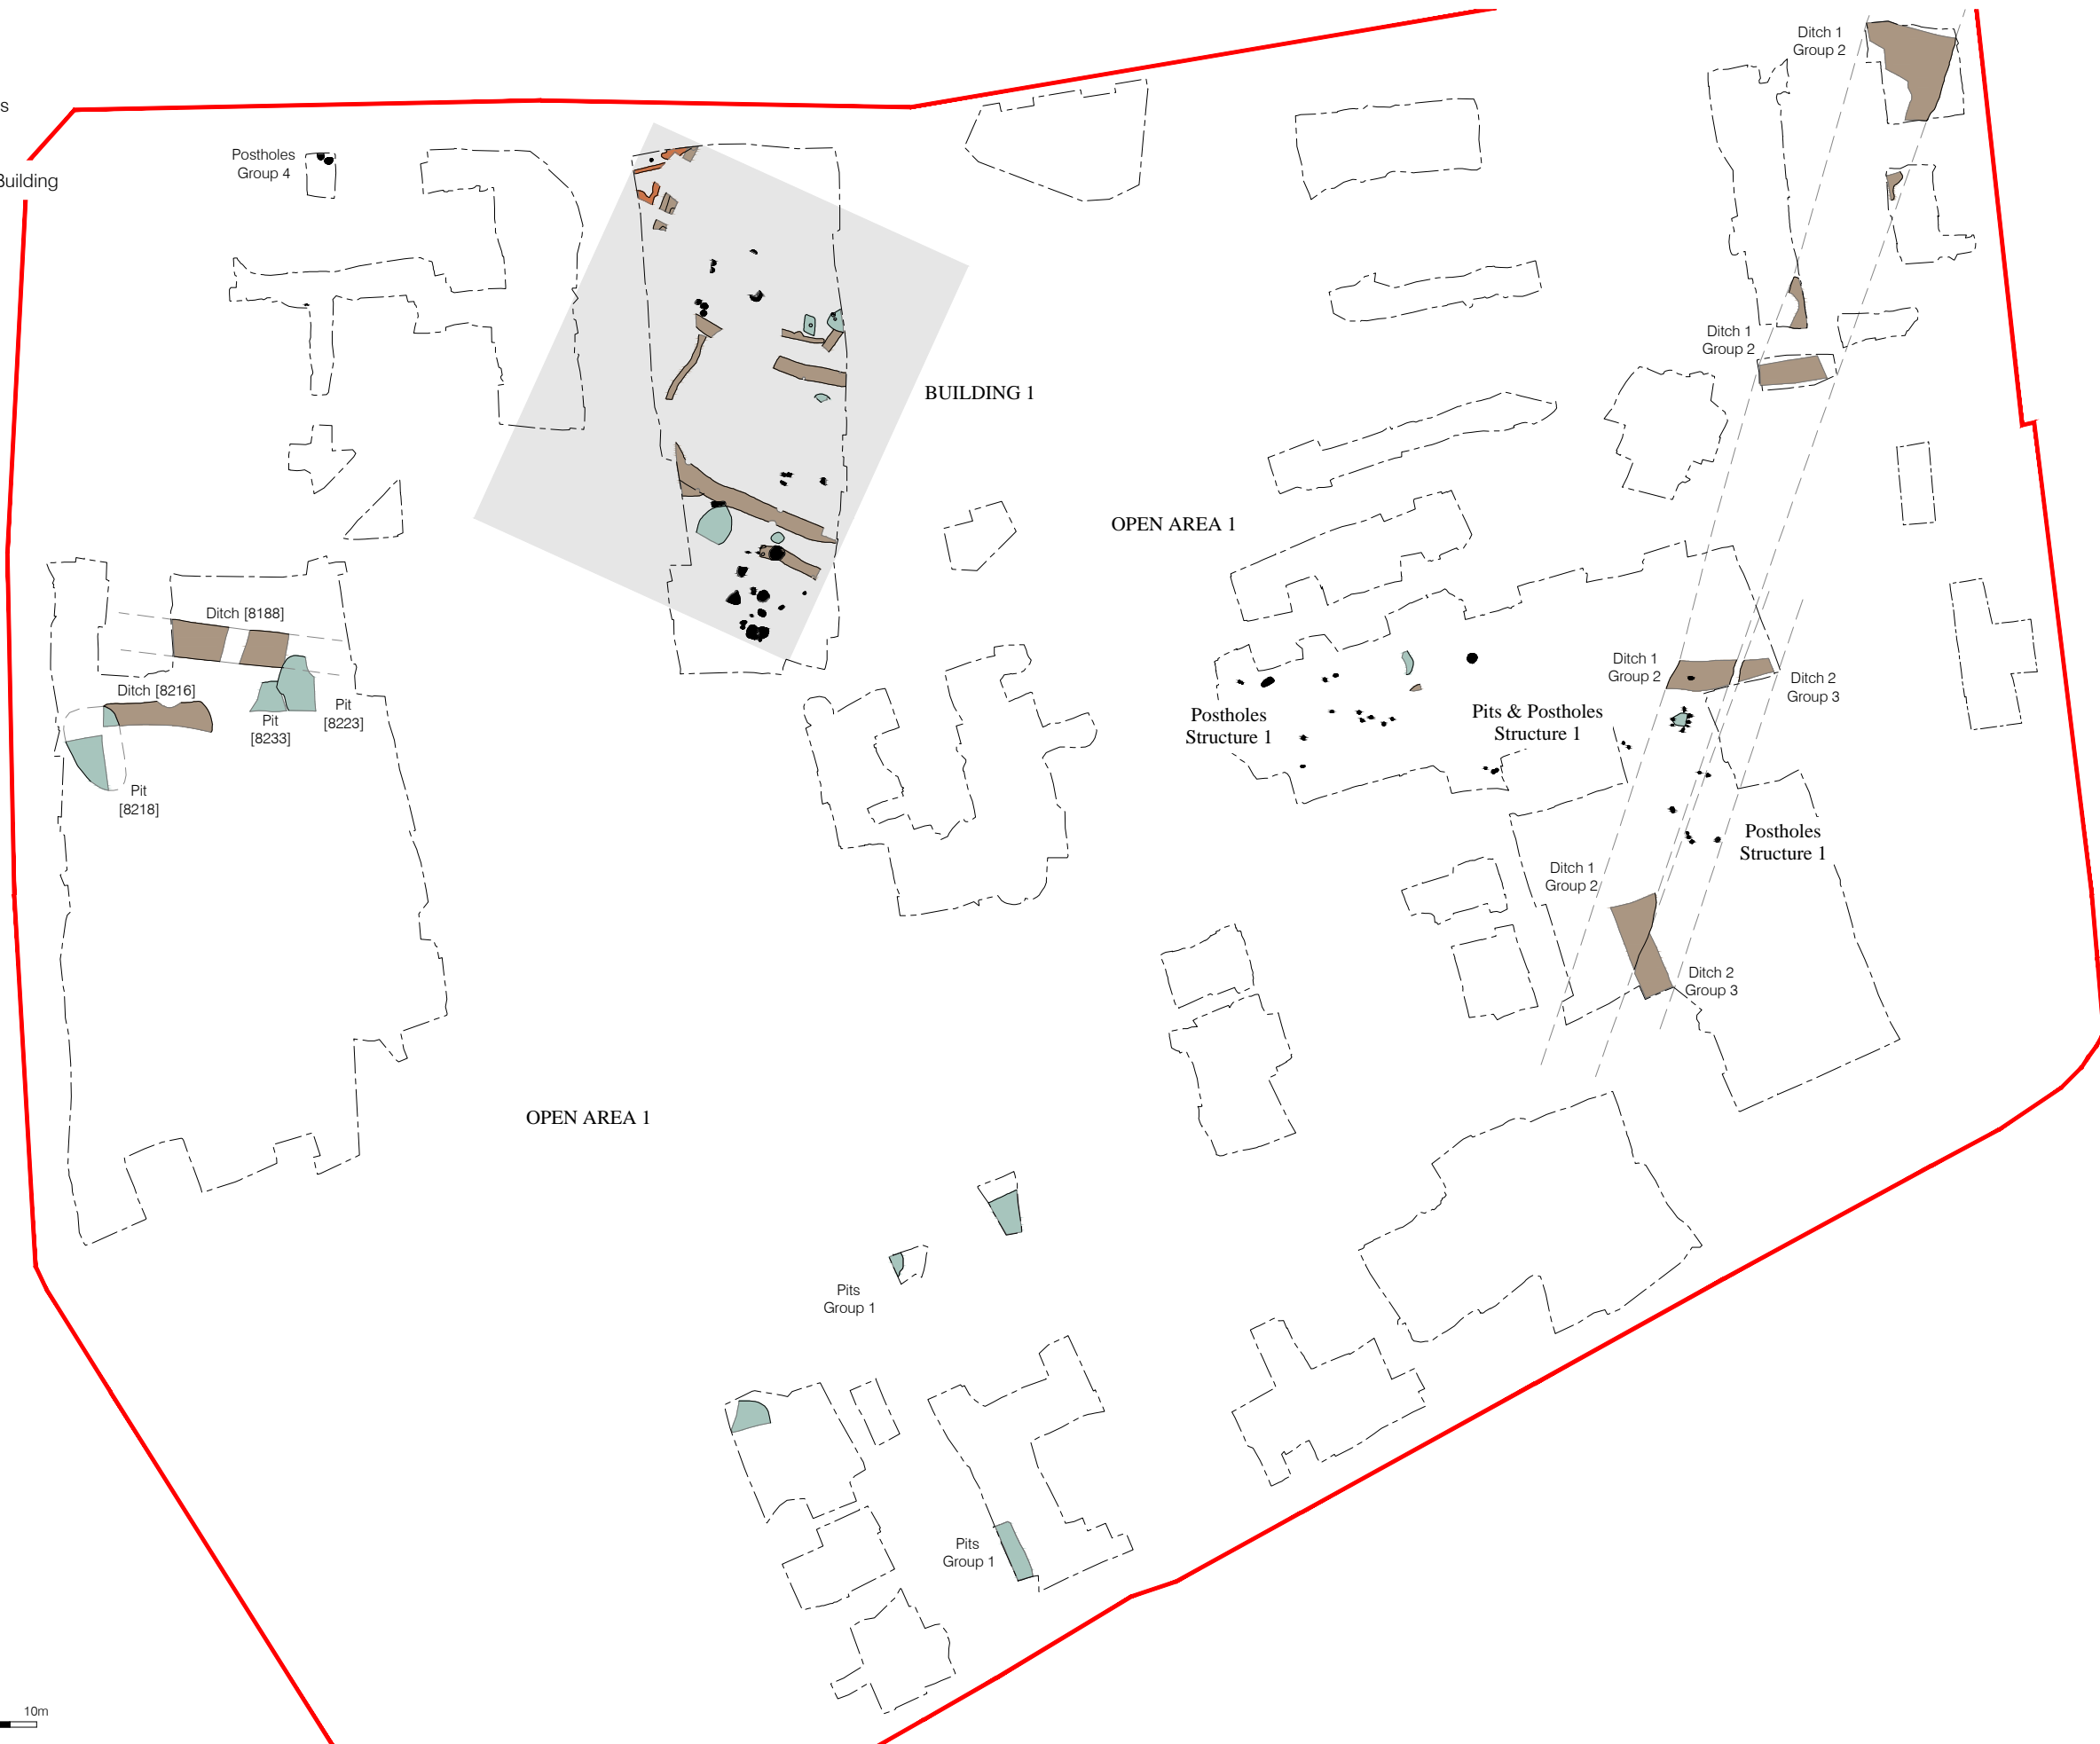 Ditch 1
Group 2
s
Postholes
Group 4
Building
Ditch 1
Group 2
BUILDING 1
OPEN AREA 1
Ditch [8188]
Ditch [8216]
Pit
[8233]
Pit
[8223]
Pit
[8218]
Ditch 1
Group 2
Ditch 2
Group 3
Postholes
Structure 1
Pits & Postholes
Structure 1
Postholes
Structure 1
Ditch 1
Group 2
Ditch 2
Group 3
OPEN AREA 1
Pits
Group 1
Pits
Group 1
10m